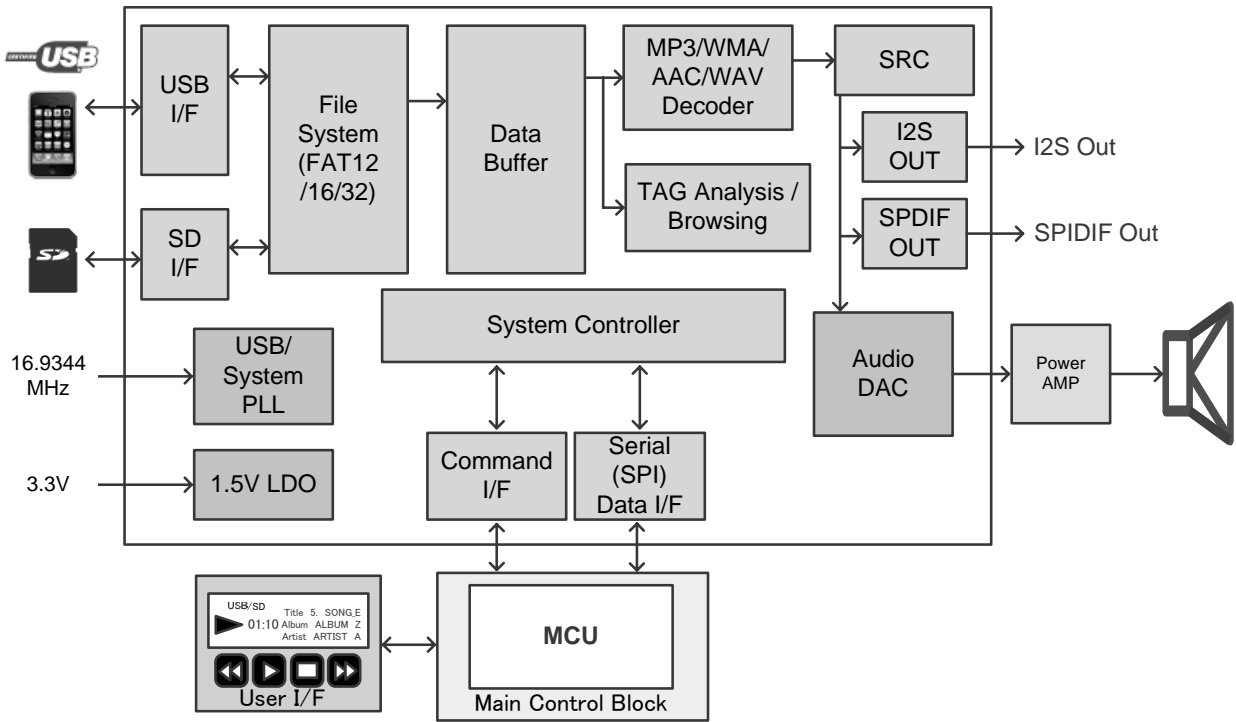 USB
USB
I/F
File
System
(FAT12
/16/32)
Data
Buffer
MP3/WMA/
AAC/WAV
Decoder
SRC
I2S
OUT
I2S Out
TAG Analysis /
Browsing
SPDIF
OUT
SPIDIF Out
SD
SD
I/F
System Controller
16.9344
MHz
USB/
System
PLL
Audio
DAC
Power
AMP
3.3V
1.5V LDO
Command
I/F
Serial
(SPI)
Data I/F
USB/SD
Title 5. SONG_E
01:10 Album ALBUM Z
Artist ARTIST A
User I/F
MCU
Main Control Block